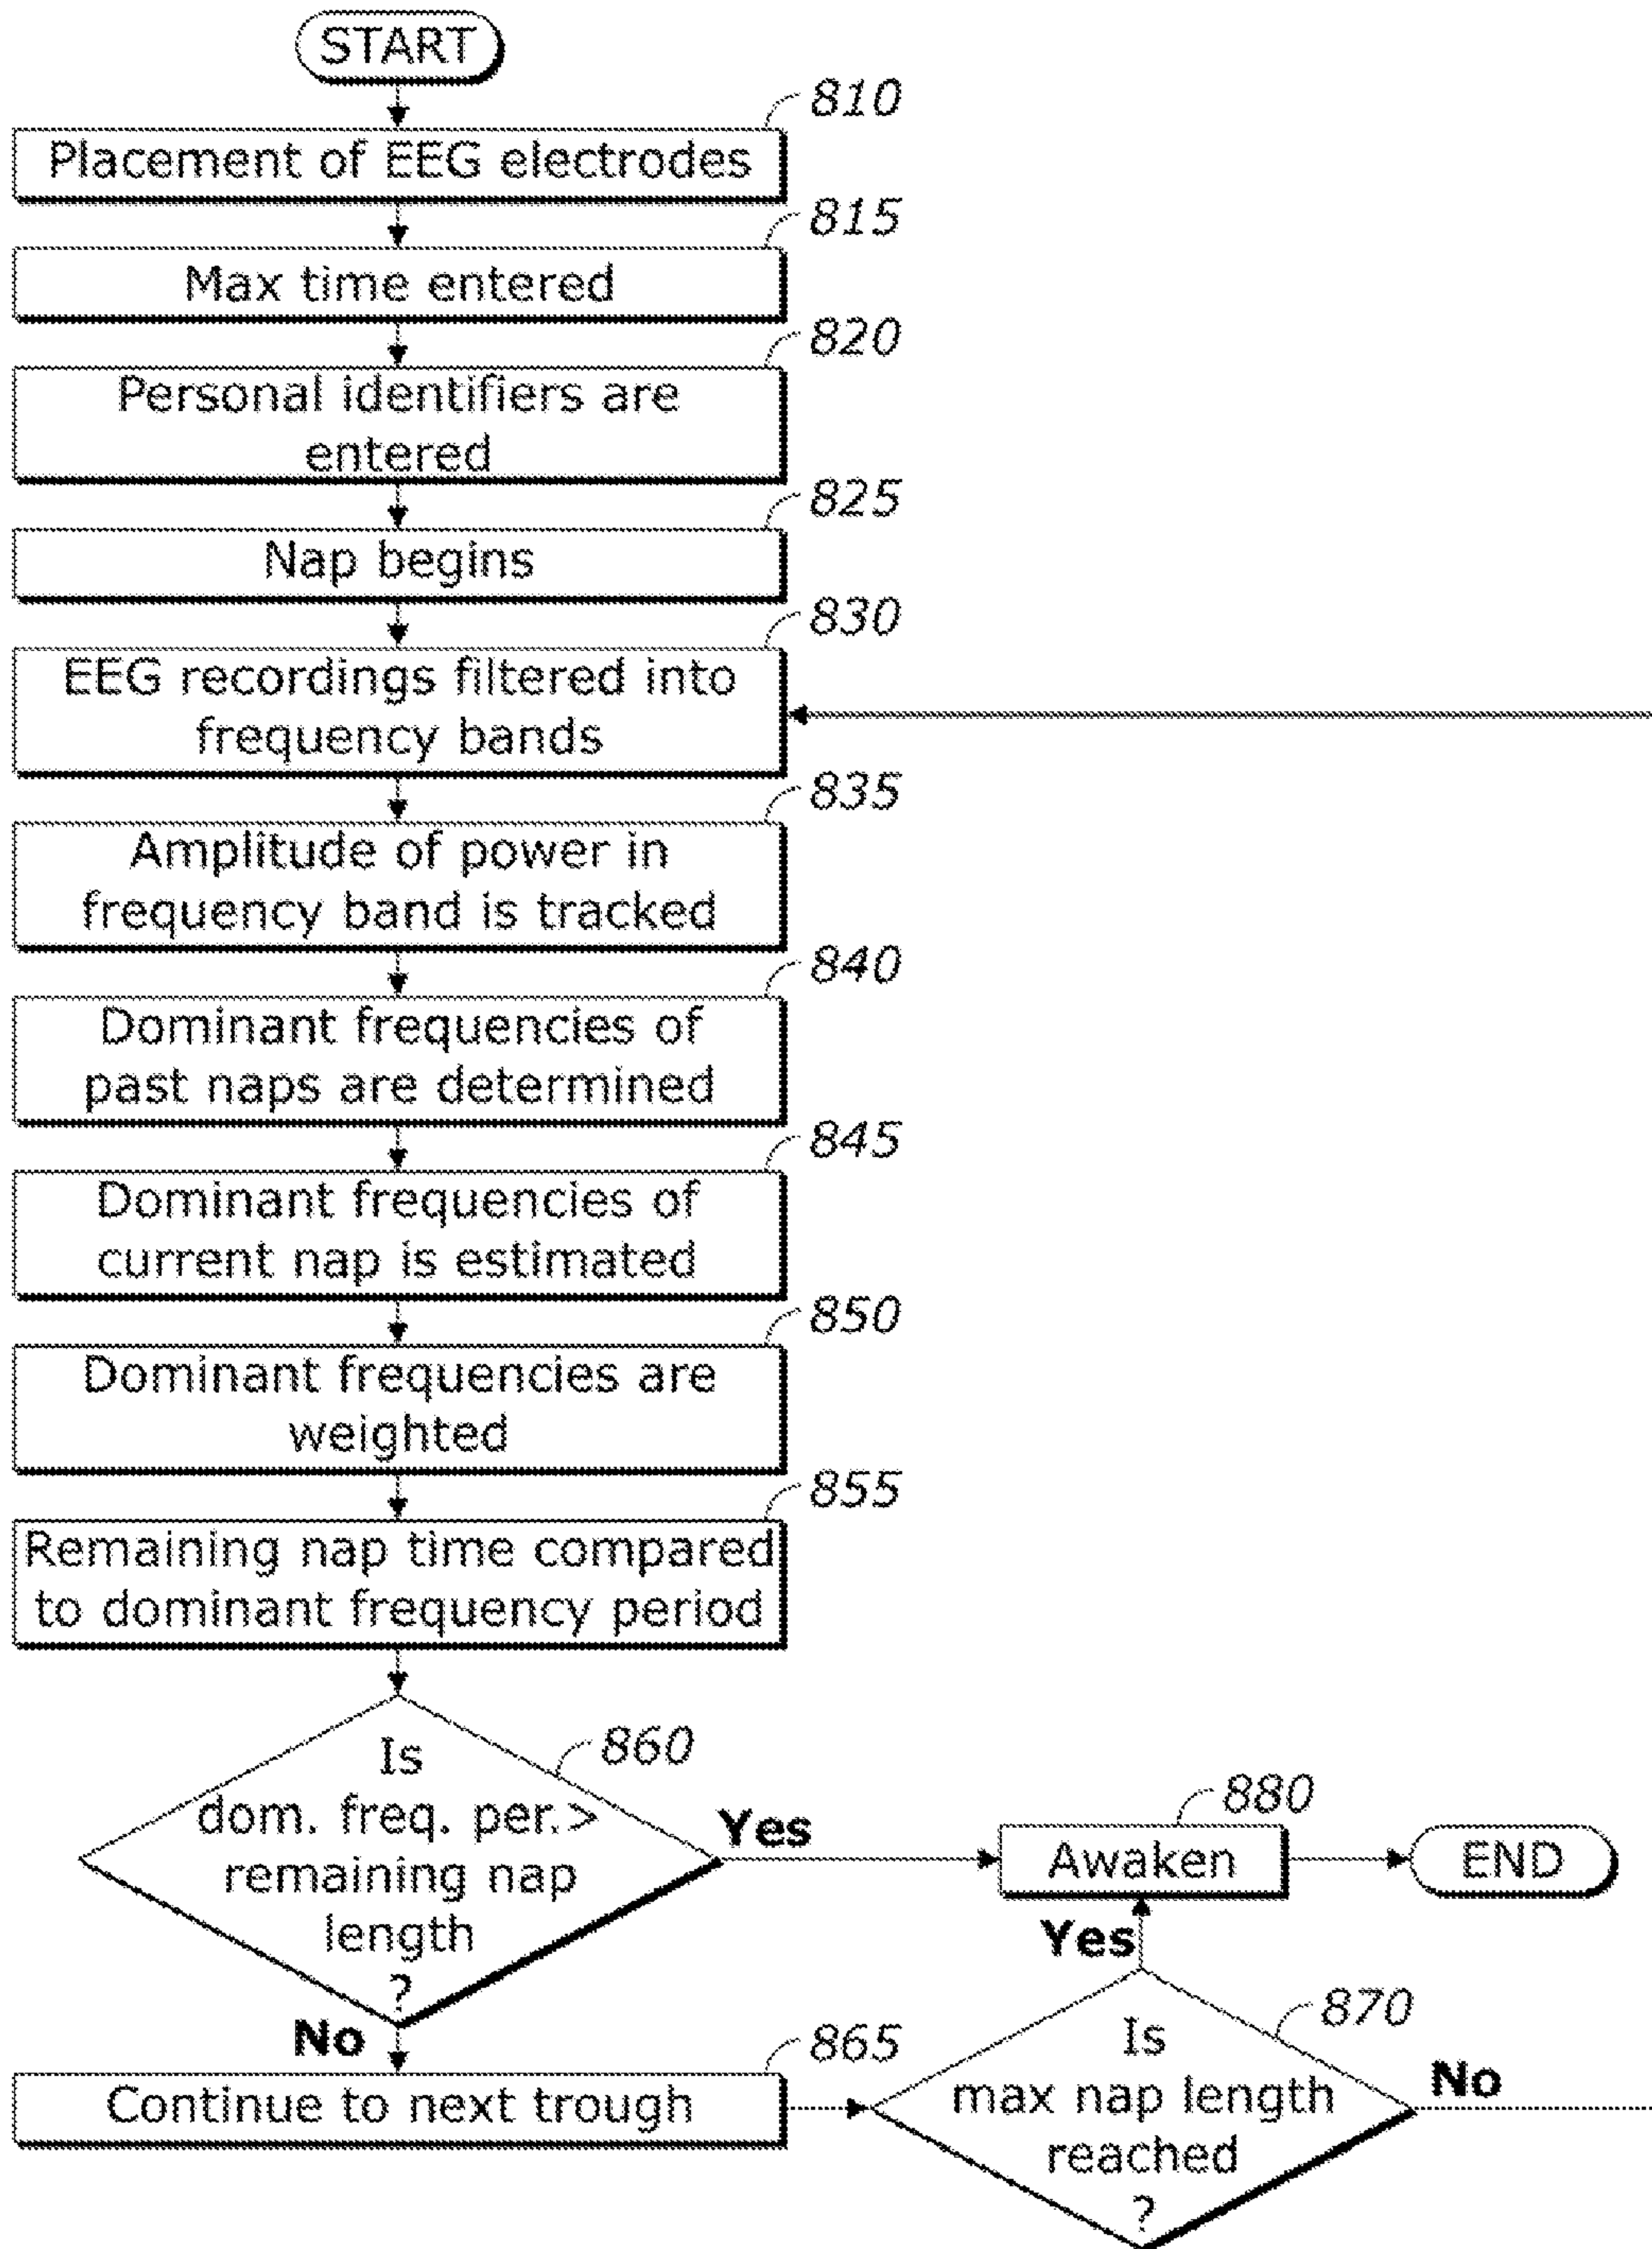 START
810
Placement of EEG electrodes
815
Max time entered
820
Personal identifiers are
entered
825
Nap begins
830
EEG recordings filtered into
frequency bands
835
Amplitude of power in
frequency band is tracked
840
Dominant frequencies of
past naps are determined
845
Dominant frequencies of
current nap is estimated
850
Dominant frequencies are
weighted
855
Remaining nap time compared
to dominant frequency period
860
Is
dom. freq. per.>
remaining nap
length
?
Yes
880
Awaken
END
No
865
Continue to next trough
Yes
870
Is
max nap length
reached
?
No